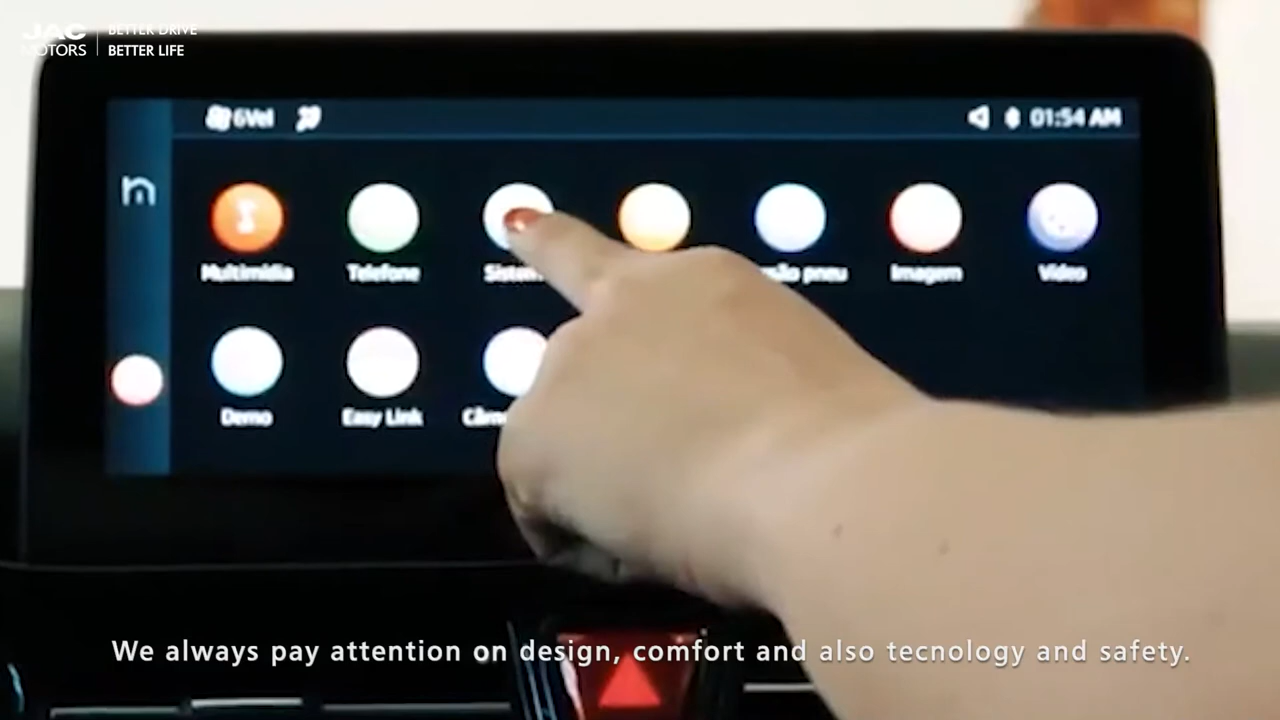 JAC MOTORS
BETTER DRIVE
BETTER LIFE
6Vel
01:54 AM
Multimídia
Telefone
pneu
Imagem
Vídeo
Demo
Easy Link
We always pay attention on design, comfort and also tecnology and safety.